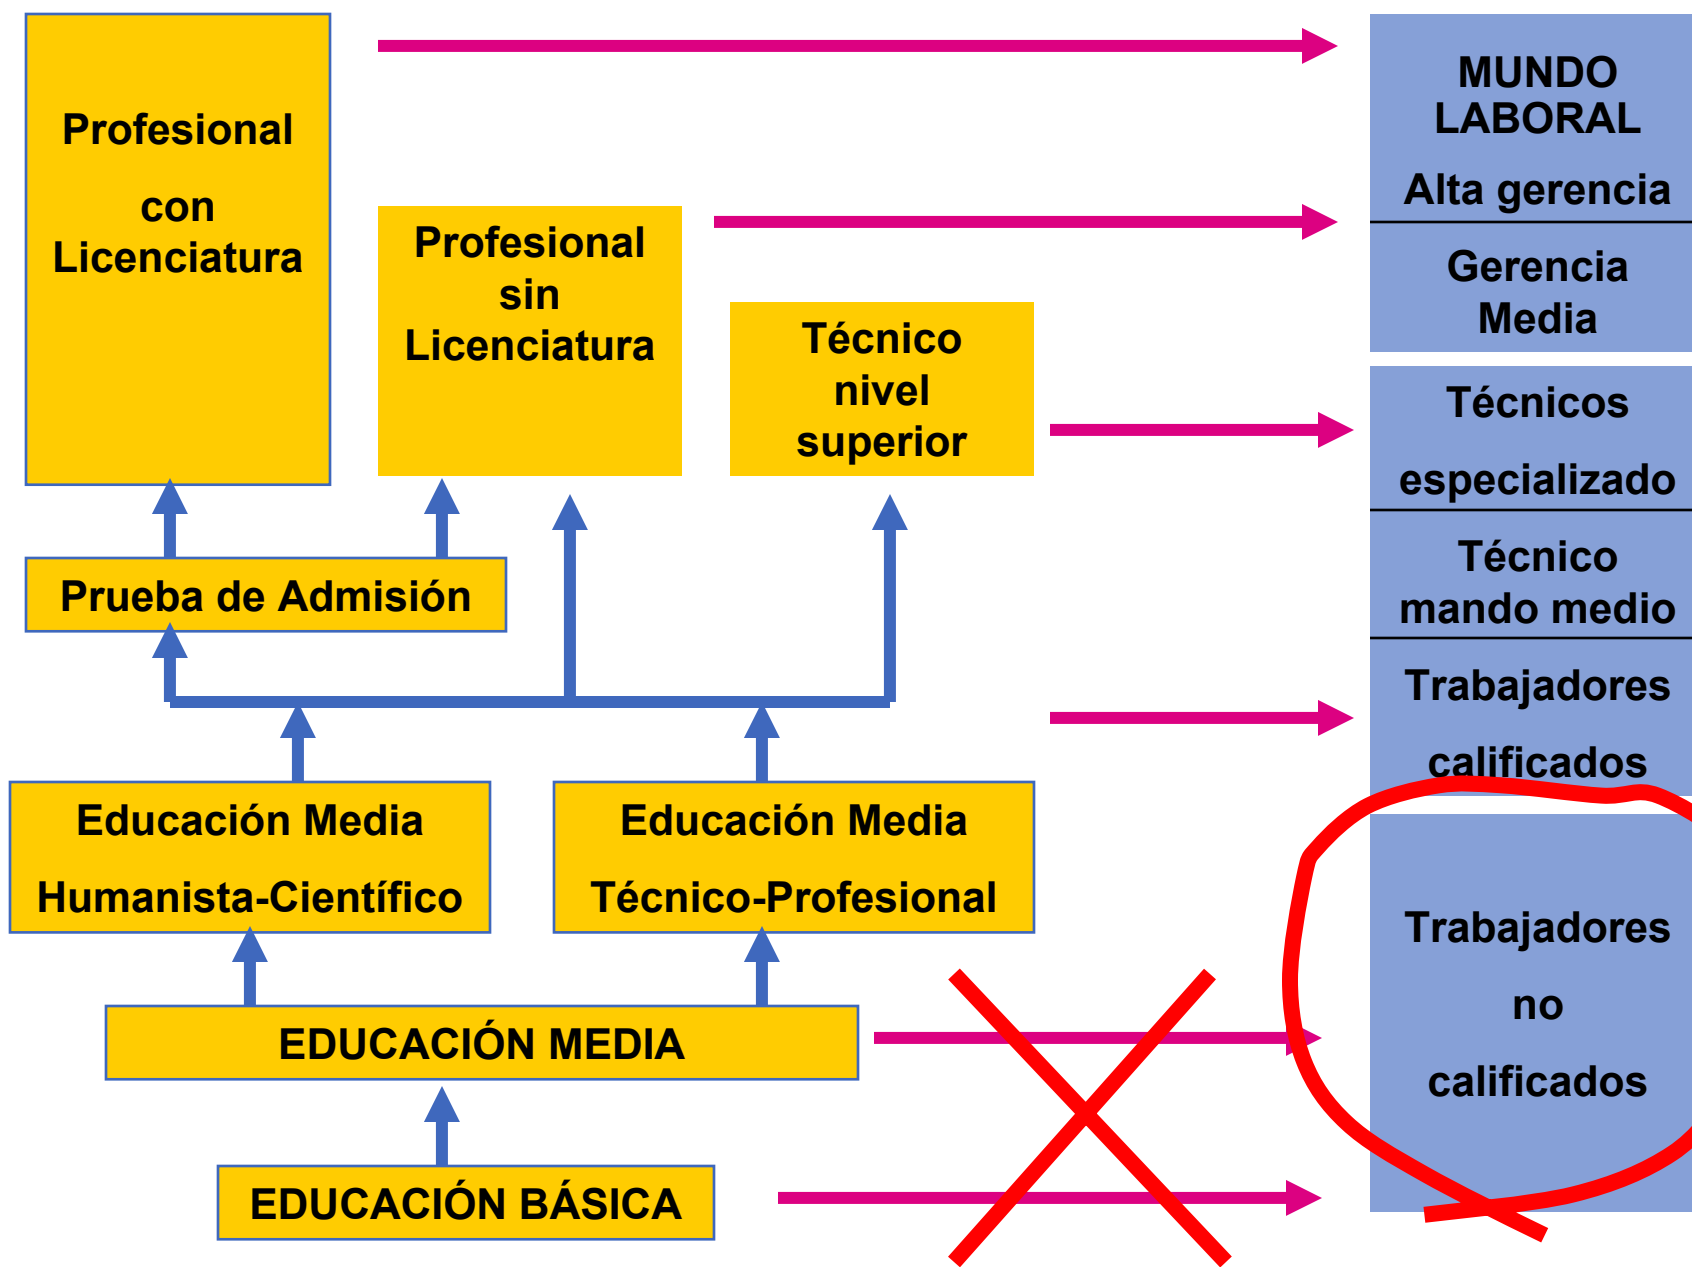 Profesional
con
Licenciatura
Profesional
sin
Licenciatura
Técnico
nivel
superior
Prueba de Admisión
Educación Media
Humanista-Científico
Educación Media
Técnico-Profesional
EDUCACIÓN MEDIA
EDUCACIÓN BÁSICA
MUNDO
LABORAL
Alta gerencia
Gerencia
Media
Técnicos
especializado
Técnico
mando medio
Trabajadores
calificados
Trabajadores
no
calificados